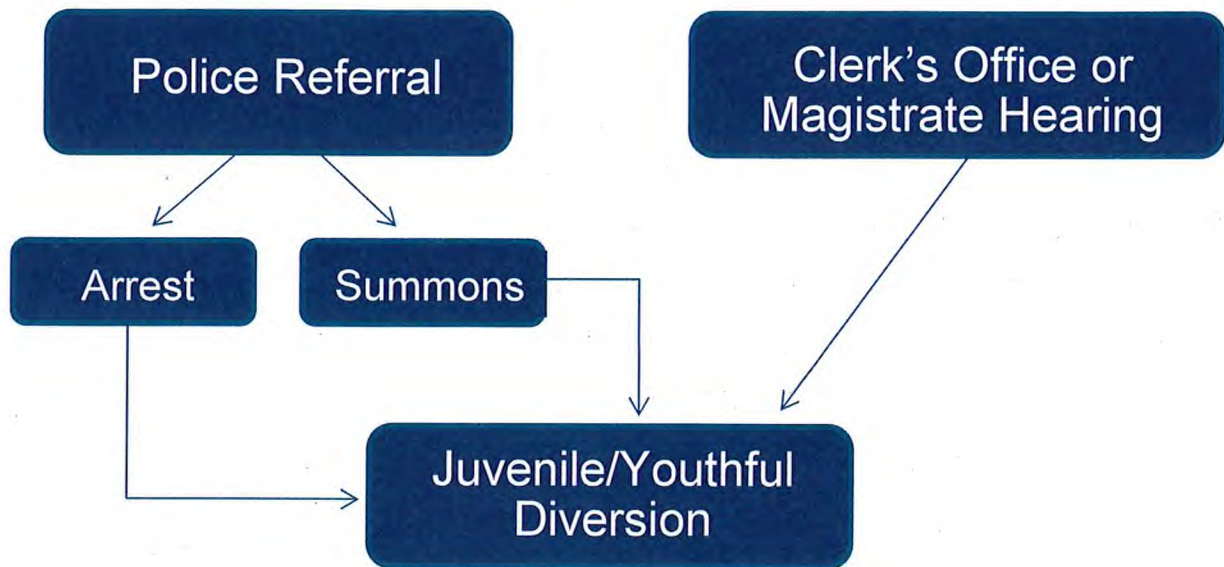 Police Referral
Clerk's Office or
Magistrate Hearing
Arrest
Summons
Juvenile/Youthful
Diversion